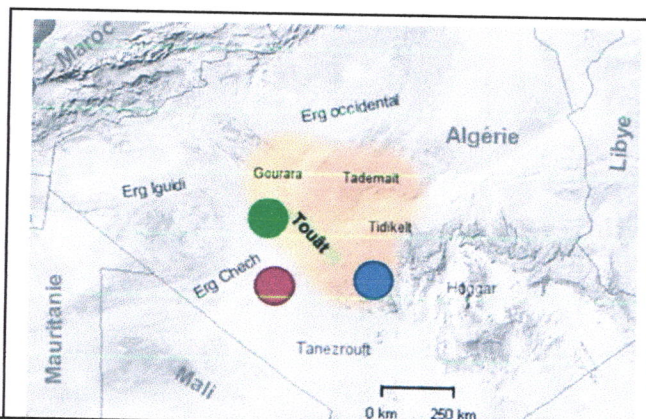 Maroc
Erg occidental
Algérie
Libye
Gourara
Tademait
Erg Iguidi
Touât
Tidikelt
Erg Chech
Hoggar
Mauritanie
Tanezrouft
Mali
0 km 250 km